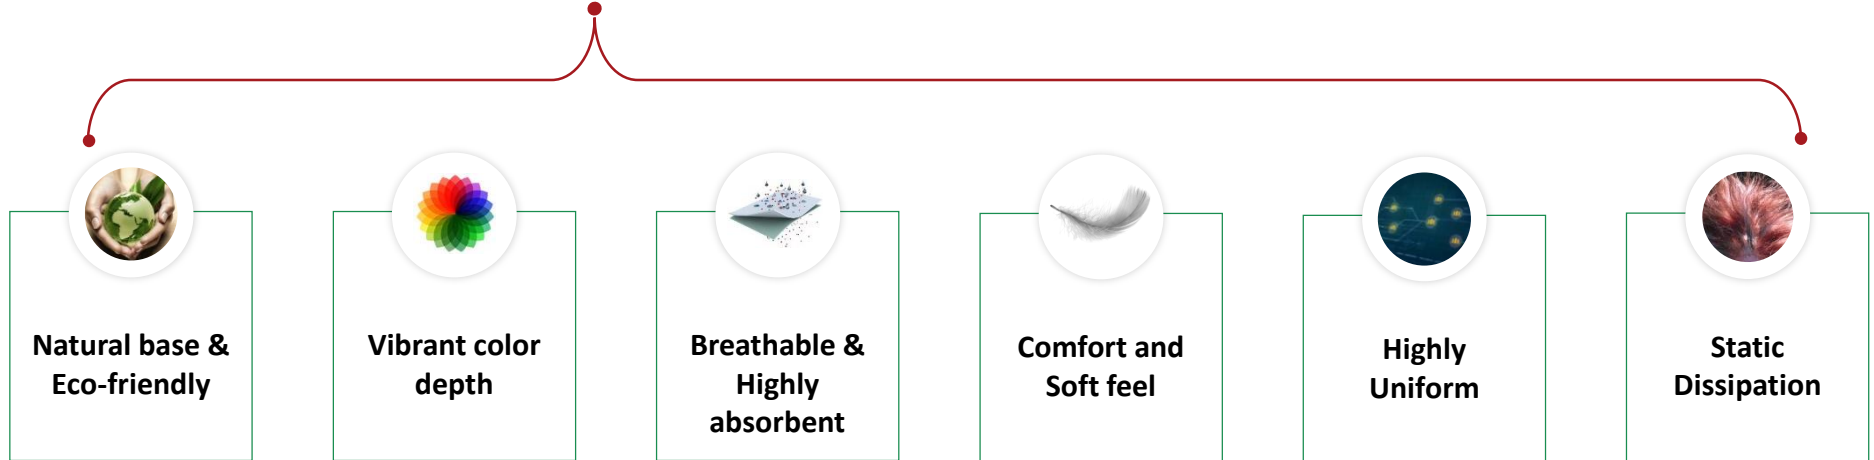 Natural base &
Eco-friendly
Vibrant color
depth
Breathable &
Highly
absorbent
Comfort and
Soft feel
Highly
Uniform
Static
Dissipation